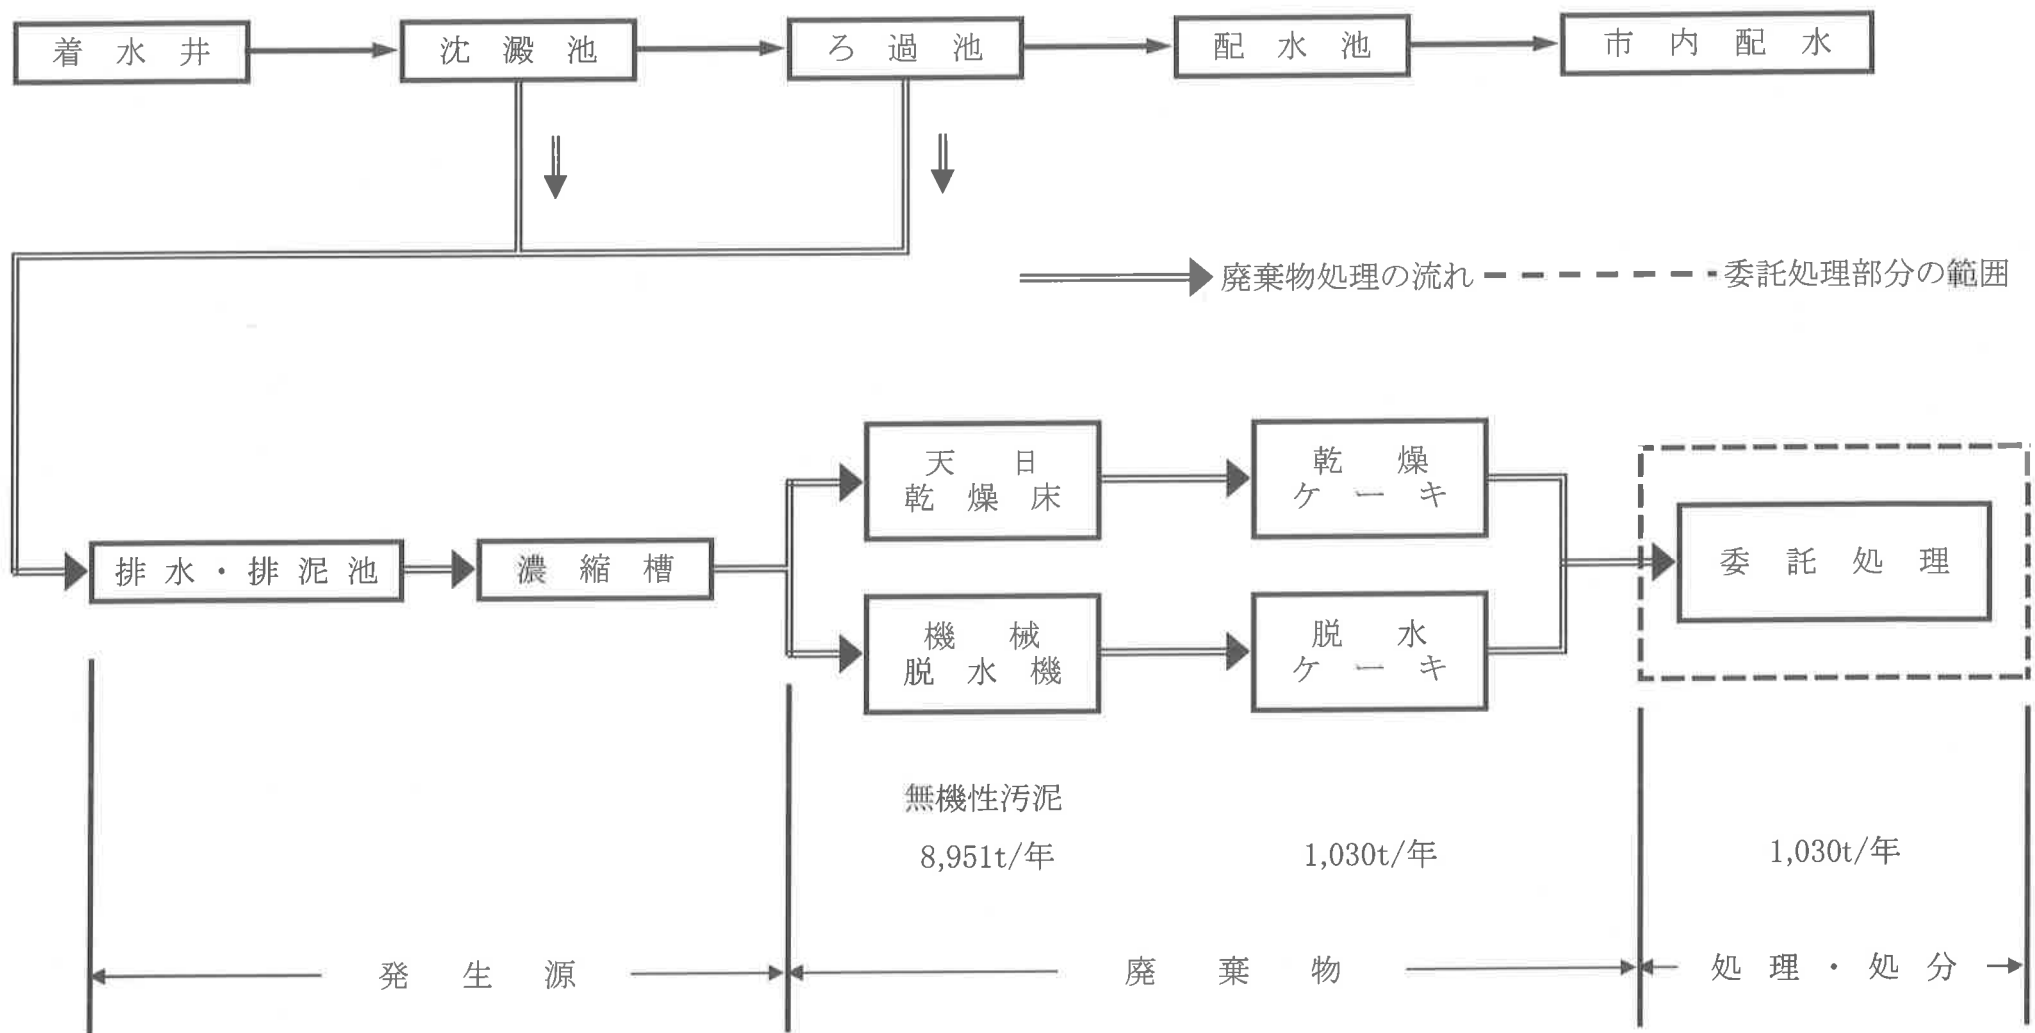 着水井
沈澱池
ろ過池
配水池
市内配水
廃棄物処理の流れ
委託処理部分の範囲
天日
乾燥床
乾燥
ケーキ
排水・排泥池
濃縮槽
委託処理
機械
脱水機
脱水
ケーキ
無機性汚泥
8,951t/年
1,030t/年
1,030t/年
発生源
廃棄物
処理・処分